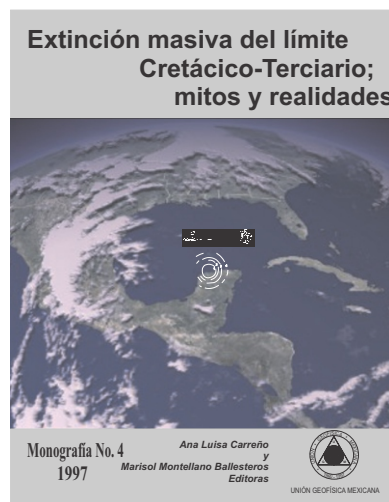 Extinción masiva del límite
Cretácico-Terciario;
mitos y realidades
Monografía No. 4
1997
Ana Luisa Carreño
y
Marisol Montellano Ballesteros
Editoras
UNIÓN GEOFÍSICA MEXICANA